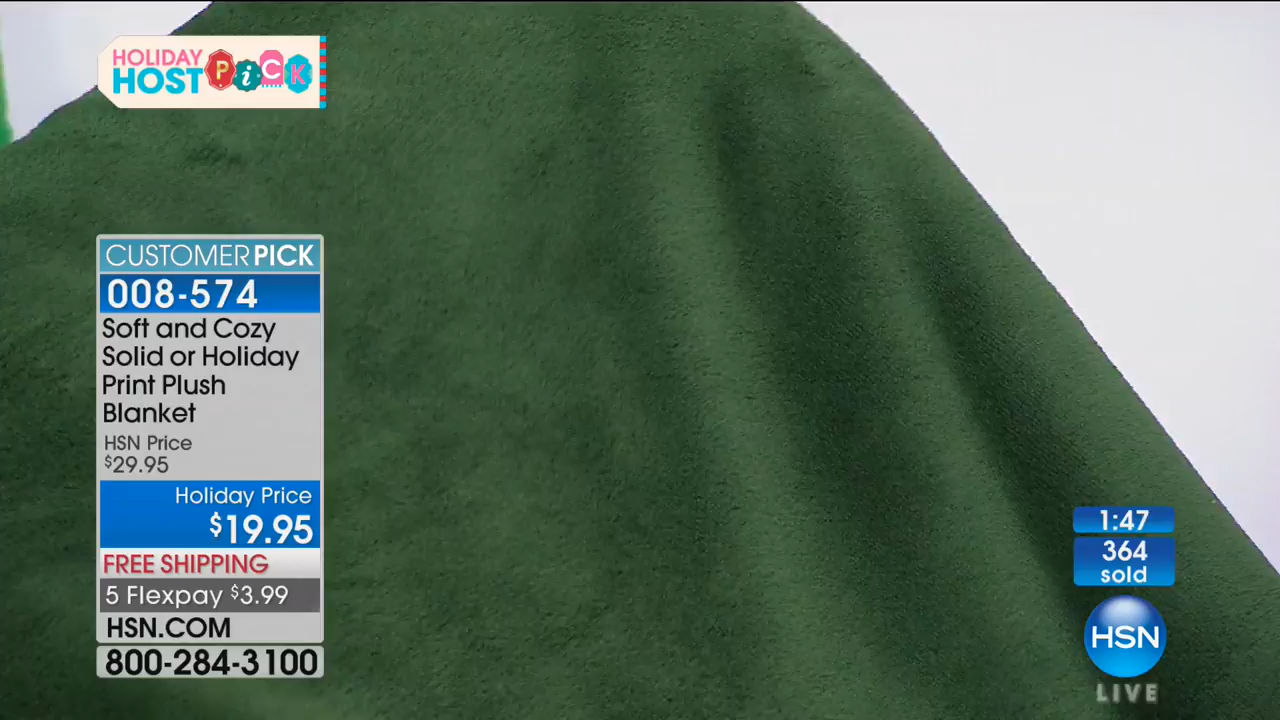 HOLIDAY
HOST PiCK
CUSTOMER PICK
008-574
Soft and Cozy
Solid or Holiday
Print Plush
Blanket
HSN Price
$29.95
Holiday Price
$19.95
FREE SHIPPING
5 Flexpay $3.99
HSN.COM
800-284-3100
1:47
364
sold
HSN
LIVE